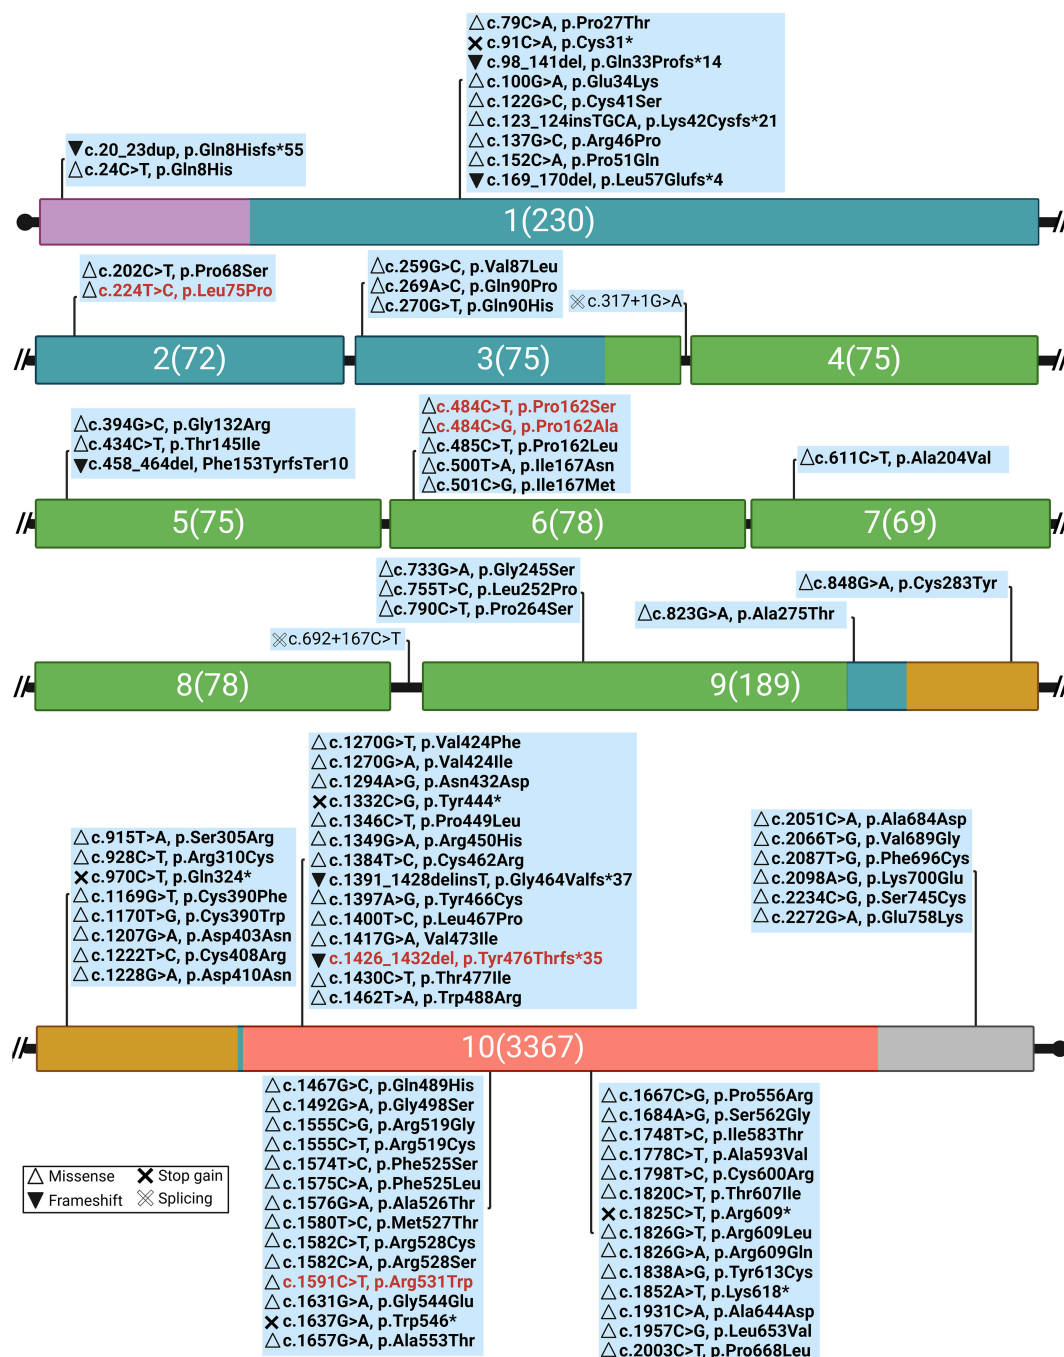 c.79C>A, p.Pro27Thr
c.91C>A, p.Cys31*
c.98_141del, p.Gln33Profs*14
c.100G>A, p.Glu34Lys
c.122G>C, p.Cys41Ser
c.123_124insTGCA, p.Lys42Cysfs*21
c.137G>C, p.Arg46Pro
c.152C>A, p.Pro51Gln
c.169_170del, p.Leu57Glufs*4
c.20_23dup, p.Gln8Hisfs*55
c.24C>T, p.Gln8His
1(230)
c.202C>T, p.Pro68Ser
c.224T>C, p.Leu75Pro
c.259G>C, p.Val87Leu
c.269A>C, p.Gln90Pro
c.270G>T, p.Gln90His
c.317+1G>A
2(72)
3(75)
4(75)
c.394G>C, p.Gly132Arg
c.434C>T, p.Thr145Ile
c.458_464del, Phe153TyrfsTer10
c.484C>T, p.Pro162Ser
c.484C>G, p.Pro162Ala
c.485C>T, p.Pro162Leu
c.500T>A, p.Ile167Asn
c.501C>G, p.Ile167Met
c.611C>T, p.Ala204Val
5(75)
6(78)
7(69)
c.692+167C>T
c.733G>A, p.Gly245Ser
c.755T>C, p.Leu252Pro
c.790C>T, p.Pro264Ser
c.823G>A, p.Ala275Thr
c.848G>A, p.Cys283Tyr
8(78)
9(189)
c.915T>A, p.Ser305Arg
c.928C>T, p.Arg310Cys
c.970C>T, p.Gln324*
c.1169G>T, p.Cys390Phe
c.1170T>G, p.Cys390Trp
c.1207G>A, p.Asp403Asn
c.1222T>C, p.Cys408Arg
c.1228G>A, p.Asp410Asn
c.1270G>T, p.Val424Phe
c.1270G>A, p.Val424Ile
c.1294A>G, p.Asn432Asp
c.1332C>G, p.Tyr444*
c.1346C>T, p.Pro449Leu
c.1349G>A, p.Arg450His
c.1384T>C, p.Cys462Arg
c.1391_1428delinsT, p.Gly464Valfs*37
c.1397A>G, p.Tyr466Cys
c.1400T>C, p.Leu467Pro
c.1417G>A, Val473Ile
c.1426_1432del, p.Tyr476Thrfs*35
c.1430C>T, p.Thr477Ile
c.1462T>A, p.Trp488Arg
c.2051C>A, p.Ala684Asp
c.2066T>G, p.Val689Gly
c.2087T>G, p.Phe696Cys
c.2098A>G, p.Lys700Glu
c.2234C>G, p.Ser745Cys
c.2272G>A, p.Glu758Lys
10(3367)
c.1467G>C, p.Gln489His
c.1492G>A, p.Gly498Ser
c.1555C>G, p.Arg519Gly
c.1555C>T, p.Arg519Cys
c.1574T>C, p.Phe525Ser
c.1575C>A, p.Phe525Leu
c.1576G>A, p.Ala526Thr
c.1580T>C, p.Met527Thr
c.1582C>T, p.Arg528Cys
c.1582C>A, p.Arg528Ser
c.1591C>T, p.Arg531Trp
c.1631G>A, p.Gly544Glu
c.1637G>A, p.Trp546*
c.1657G>A, p.Ala553Thr
c.1667C>G, p.Pro556Arg
c.1684A>G, p.Ser562Gly
c.1748T>C, p.Ile583Thr
c.1778C>T, p.Ala593Val
c.1798T>C, p.Cys600Arg
c.1820C>T, p.Thr607Ile
c.1825C>T, p.Arg609*
c.1826G>T, p.Arg609Leu
c.1826G>A, p.Arg609Gln
c.1838A>G, p.Tyr613Cys
c.1852A>T, p.Lys618*
c.1931C>A, p.Ala644Asp
c.1957C>G, p.Leu653Val
c.2003C>T, p.Pro668Leu
Missense
Stop gain
Frameshift
Splicing